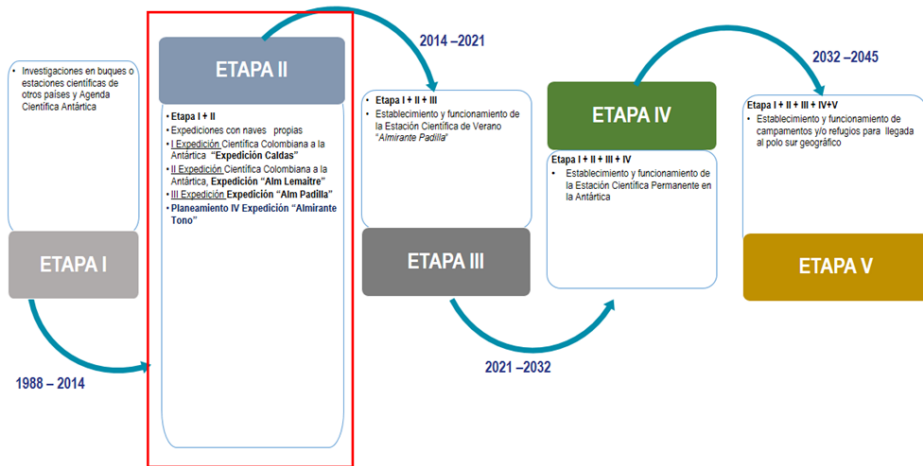 • Investigaciones en buques o
estaciones científicas de
otros países y Agenda
Científica Antártica
ETAPA I
1988 – 2014
ETAPA II
• Etapa I + II
• Expediciones con naves propias
• I Expedición Científica Colombiana a la
Antártica "Expedición Caldas"
• II Expedición Científica Colombiana a la
Antártica, Expedición "Alm Lemaitre"
• III Expedición Expedición "Alm Padilla"
• Planeamiento IV Expedición "Almirante
Tono"
2014 –2021
• Etapa I + II + III
• Establecimiento y funcionamiento de
la Estación Científica de Verano
"Almirante Padilla"
ETAPA III
2021 –2032
ETAPA IV
Etapa I + II + III + IV
• Establecimiento y funcionamiento de
la Estación Científica Permanente en
la Antártica
2032 –2045
Etapa I + II + III + IV+V
• Establecimiento y funcionamiento de
campamentos y/o refugios para llegada
al polo sur geográfico
ETAPA V